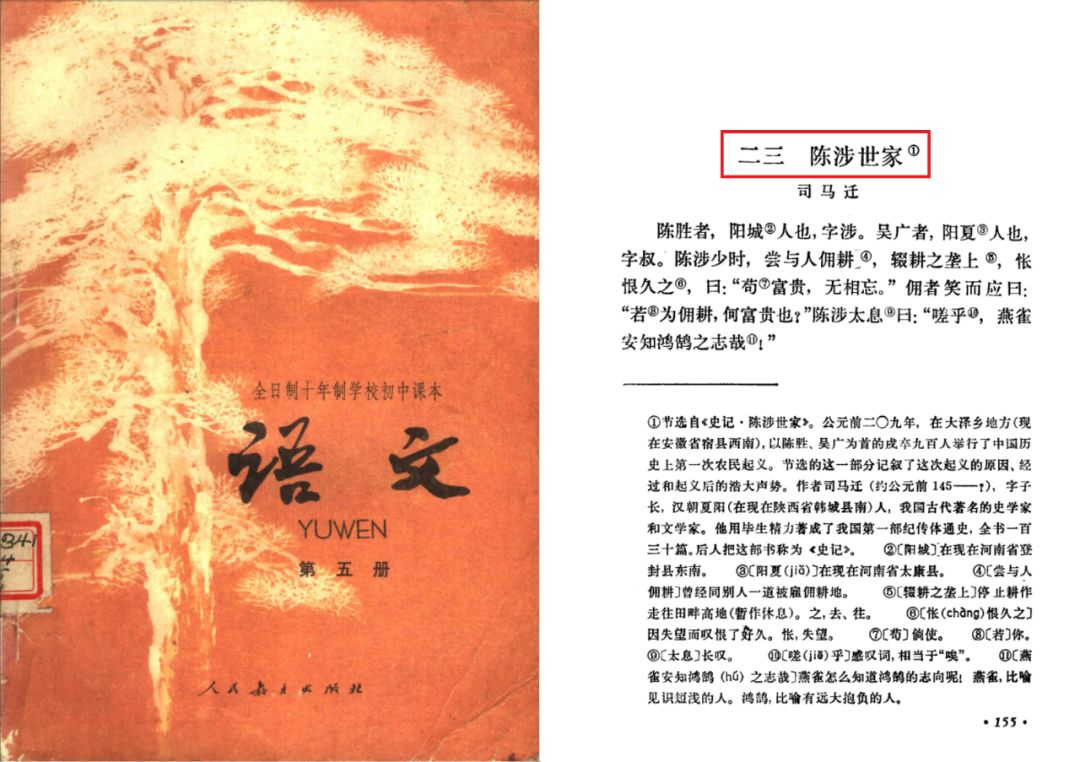 全日制十年制学校初中课本
语文
YUWEN
第五册
人民教育出版社
341
4
二三 陈涉世家①
司马迁
陈胜者，阳城②人也，字涉。吴广者，阳夏③人也，
字叔。陈涉少时，尝与人佣耕④，辍耕之垄上⑤，怅
恨久之⑥，曰：“苟⑦富贵，无相忘。”佣者笑而应曰：
“若⑧为佣耕，何富贵也？”陈涉太息⑨曰：“嗟乎⑩，燕雀
安知鸿鹄之志哉⑪！”
①节选自《史记·陈涉世家》。公元前二〇九年，在大泽乡地方(现
在安徽省宿县西南)，以陈胜、吴广为首的戍卒九百人举行了中国历
史上第一次农民起义。节选的这一部分记叙了这次起义的原因、经
过和起义后的浩大声势。作者司马迁（约公元前145——？），字子
长，汉朝夏阳(在现在陕西省韩城县南)人，我国古代著名的史学家
和文学家。他用毕生精力著成了我国第一部纪传体通史，全书一百
三十篇。后人把这部书称为《史记》。 ②〔阳城〕在现在河南省登
封县东南。 ③〔阳夏(jiǎ)〕在现在河南省太康县。 ④〔尝与人
佣耕〕曾经同别人一道被雇佣耕地。 ⑤〔辍耕之垄上〕停止耕作
走往田畔高地(暂作休息)。之，去、往。 ⑥〔怅(chàng)恨久之〕
因失望而叹恨了好久。怅，失望。 ⑦〔苟〕倘使。 ⑧〔若〕你。
⑨〔太息〕长叹。 ⑩〔嗟(jiē)乎〕感叹词，相当于“唉”。 ⑪〔燕
雀安知鸿鹄(hú)之志哉〕燕雀怎么知道鸿鹄的志向呢！燕雀，比喻
见识短浅的人。鸿鹄，比喻有远大抱负的人。
·155·